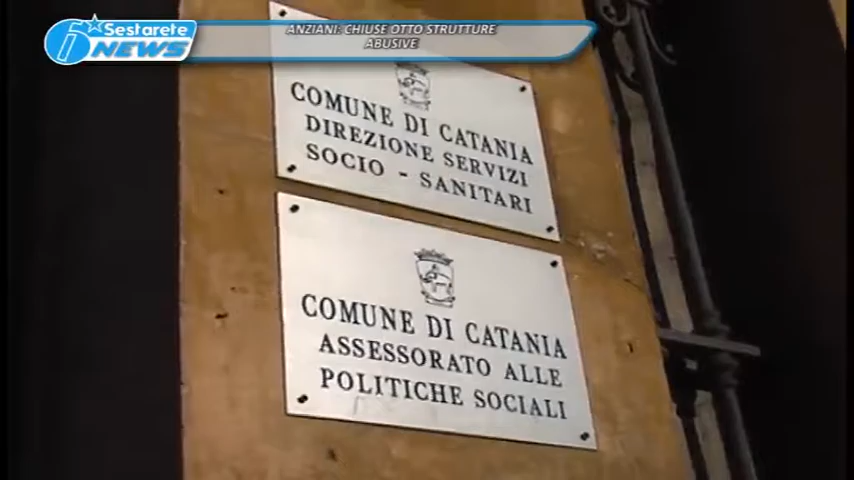 6 Sestarete
NEWS
ANZIANI: CHIUSE OTTO STRUTTURE
ABUSIVE
COMUNE DI CATANIA
DIREZIONE SERVIZI
SOCIO - SANITARI
COMUNE DI CATANIA
ASSESSORATO ALLE
POLITICHE SOCIALI